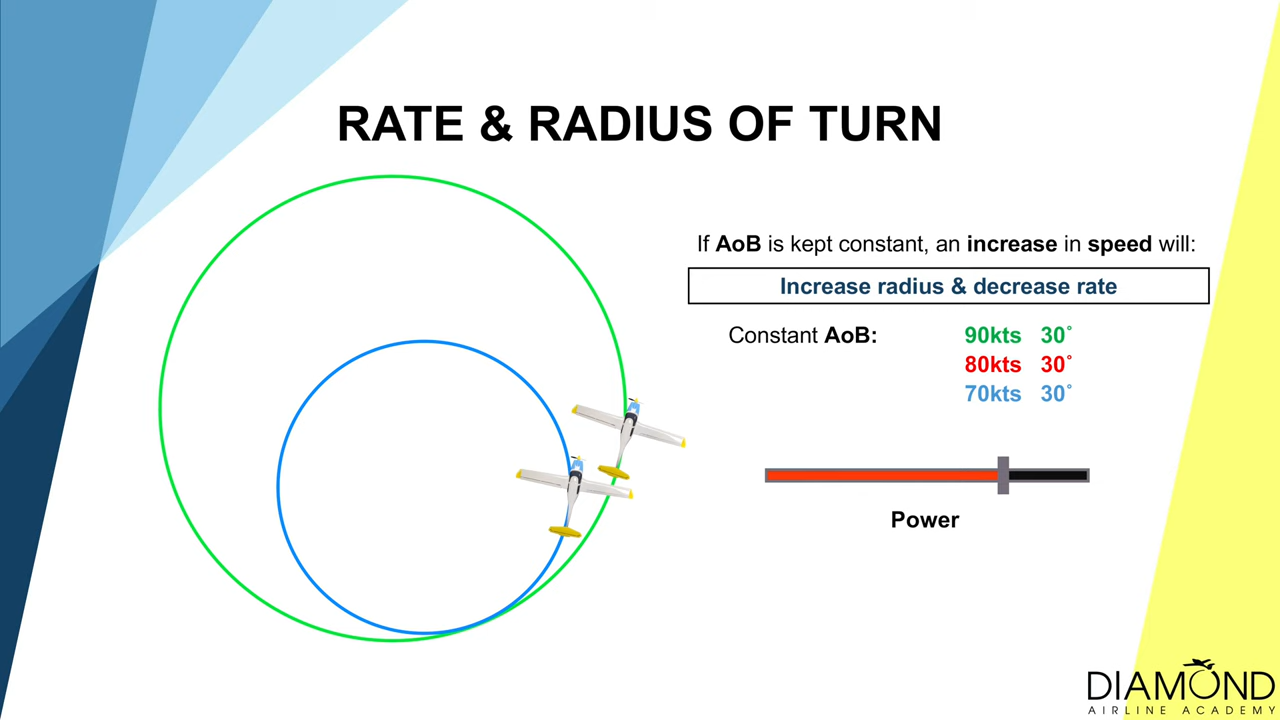 RATE & RADIUS OF TURN
If AoB is kept constant, an increase in speed will:
Increase radius & decrease rate
Constant AoB: 90kts 30°
80kts 30°
70kts 30°
Power
DIAMOND
AIRLINE ACADEMY